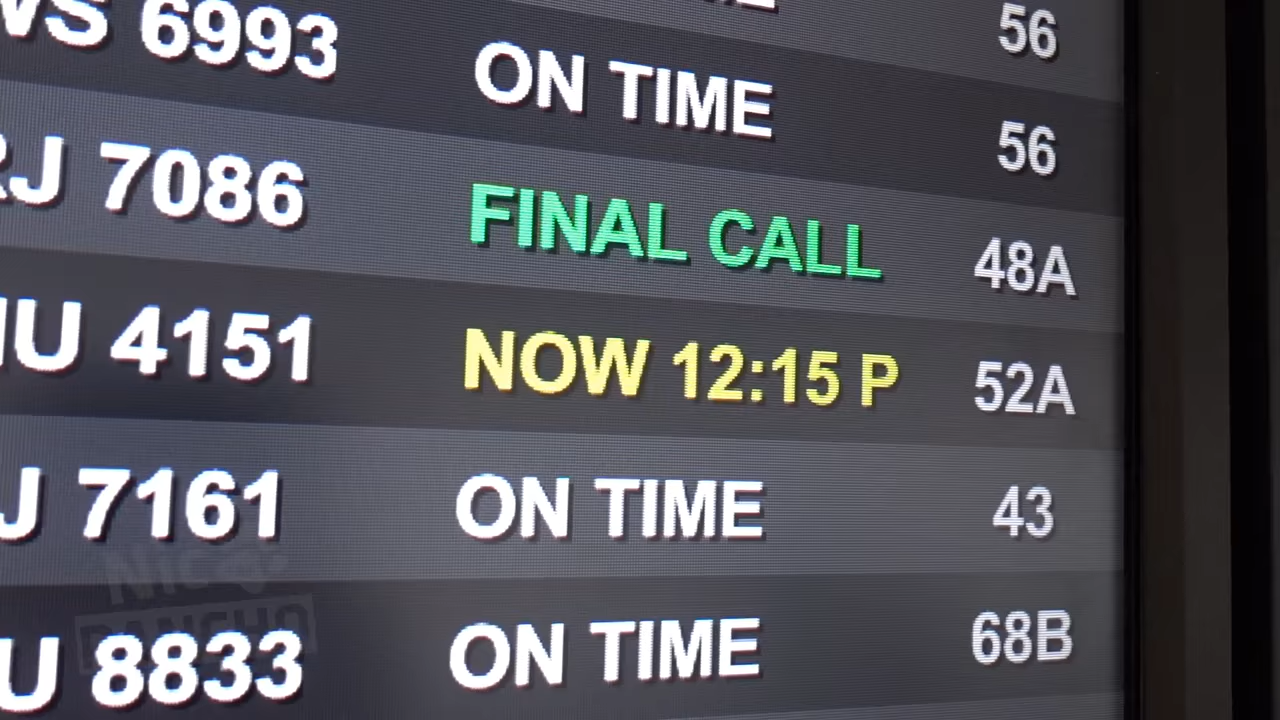 56
WS 6993 ON TIME 56
RJ 7086 FINAL CALL 48A
4151 NOW 12:15 P 52A
J 7161 ON TIME 43
U 8833 ON TIME 68B